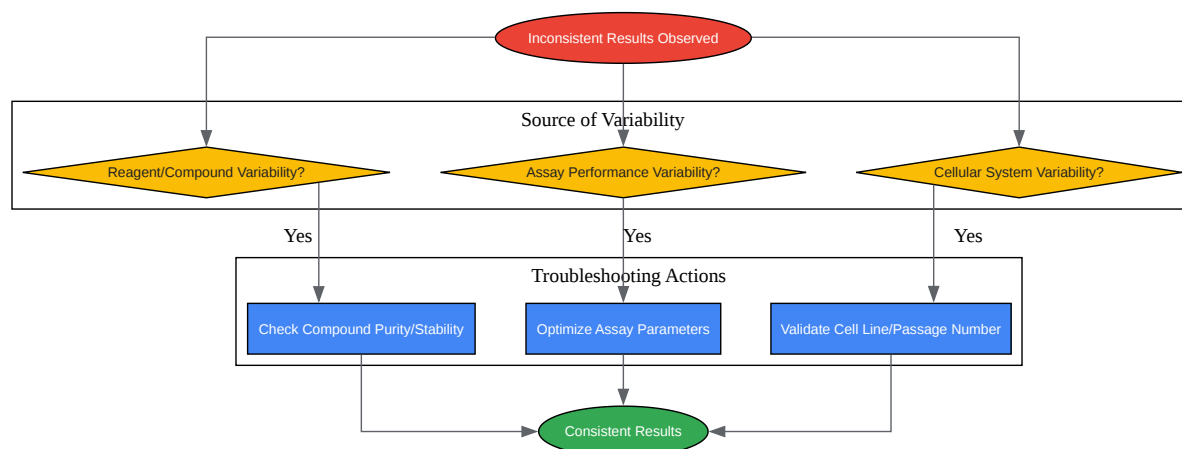 Inconsistent Results Observed
Source of Variability
Reagent/Compound Variability?
Assay Performance Variability?
Cellular System Variability?
Yes
Yes
Yes
Troubleshooting Actions
Check Compound Purity/Stability
Optimize Assay Parameters
Validate Cell Line/Passage Number
Consistent Results